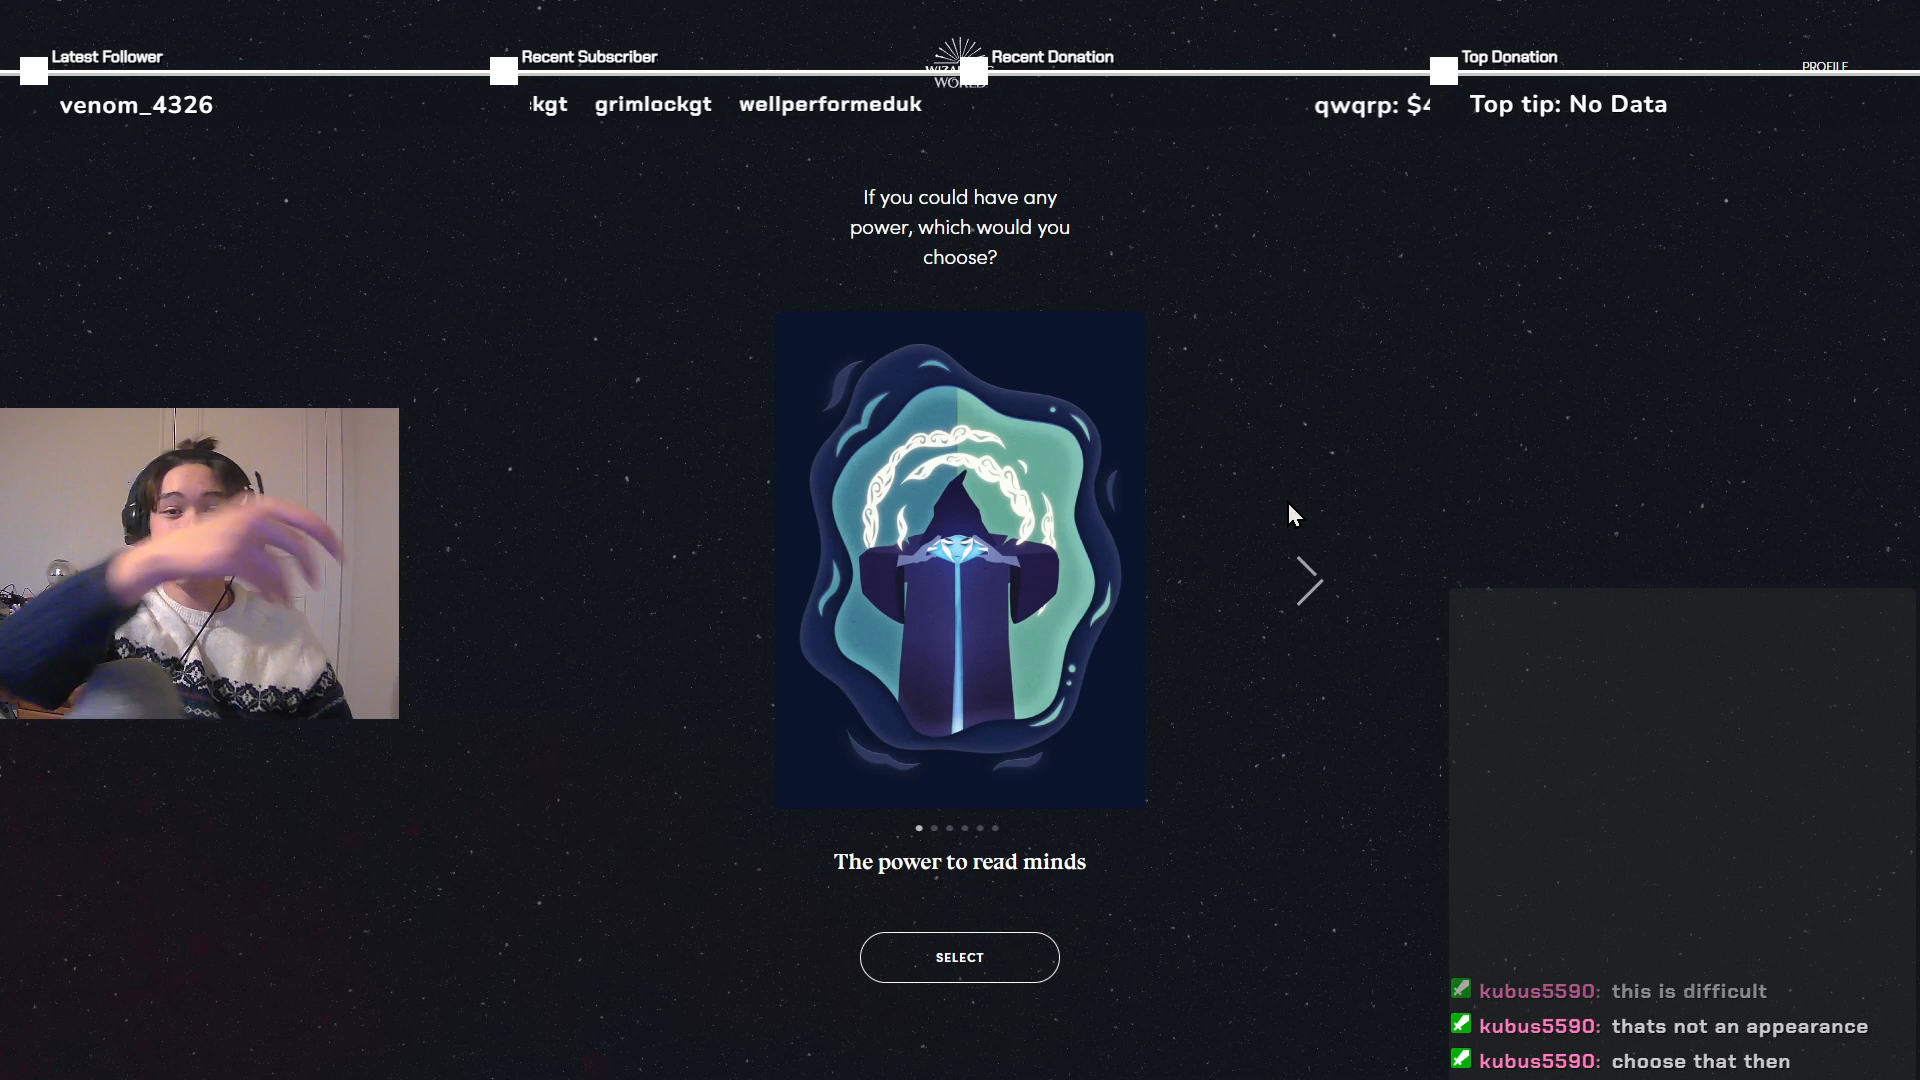 Latest Follower
Recent Subscriber
Recent Donation
Top Donation
PROFILE
WORLD
venom_4326
grimlockgt wellperformeduk
qwqrp:
Top tip: No Data
If you could have any
power, which would you
choose?
The power to read minds
SELECT
kubus5590: this is difficult
kubus5590: thats not an appearance
kubus5590: choose that then